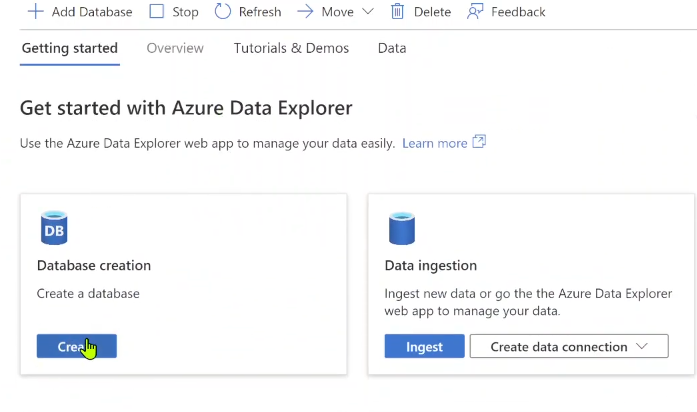 Add Database Stop Refresh Move Delete Feedback
Getting started Overview Tutorials & Demos Data
Get started with Azure Data Explorer
Use the Azure Data Explorer web app to manage your data easily. Learn more
DB
Database creation
Create a database
Data ingestion
Ingest new data or go the the Azure Data Explorer
web app to manage your data.
Ingest Create data connection